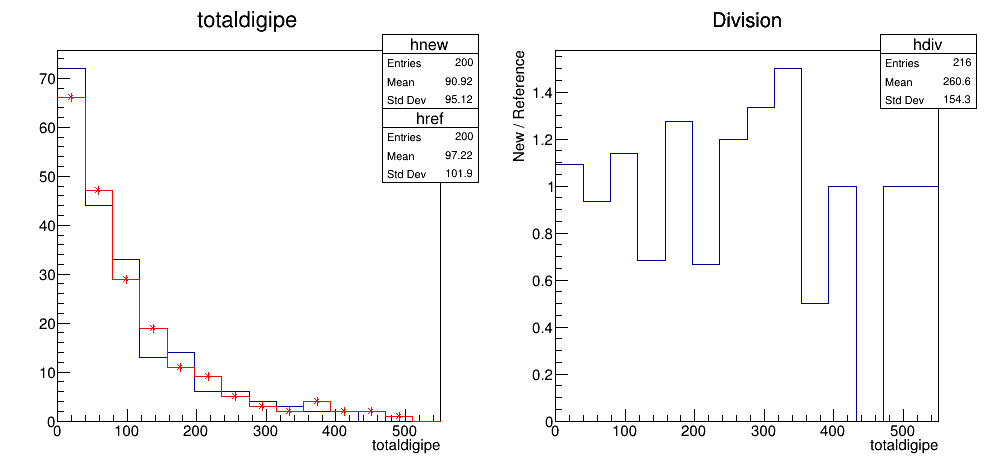 totaldigipe
hnew
Entries 200
Mean 90.92
Std Dev 95.12
href
Entries 200
Mean 97.22
Std Dev 101.9
70
60
50
40
30
20
10
0
0 100 200 300 400 500
totaldigipe
Division
hdiv
Entries 216
Mean 260.6
Std Dev 154.3
New / Reference
1.4
1.2
1
0.8
0.6
0.4
0.2
0
0 100 200 300 400 500
totaldigipe